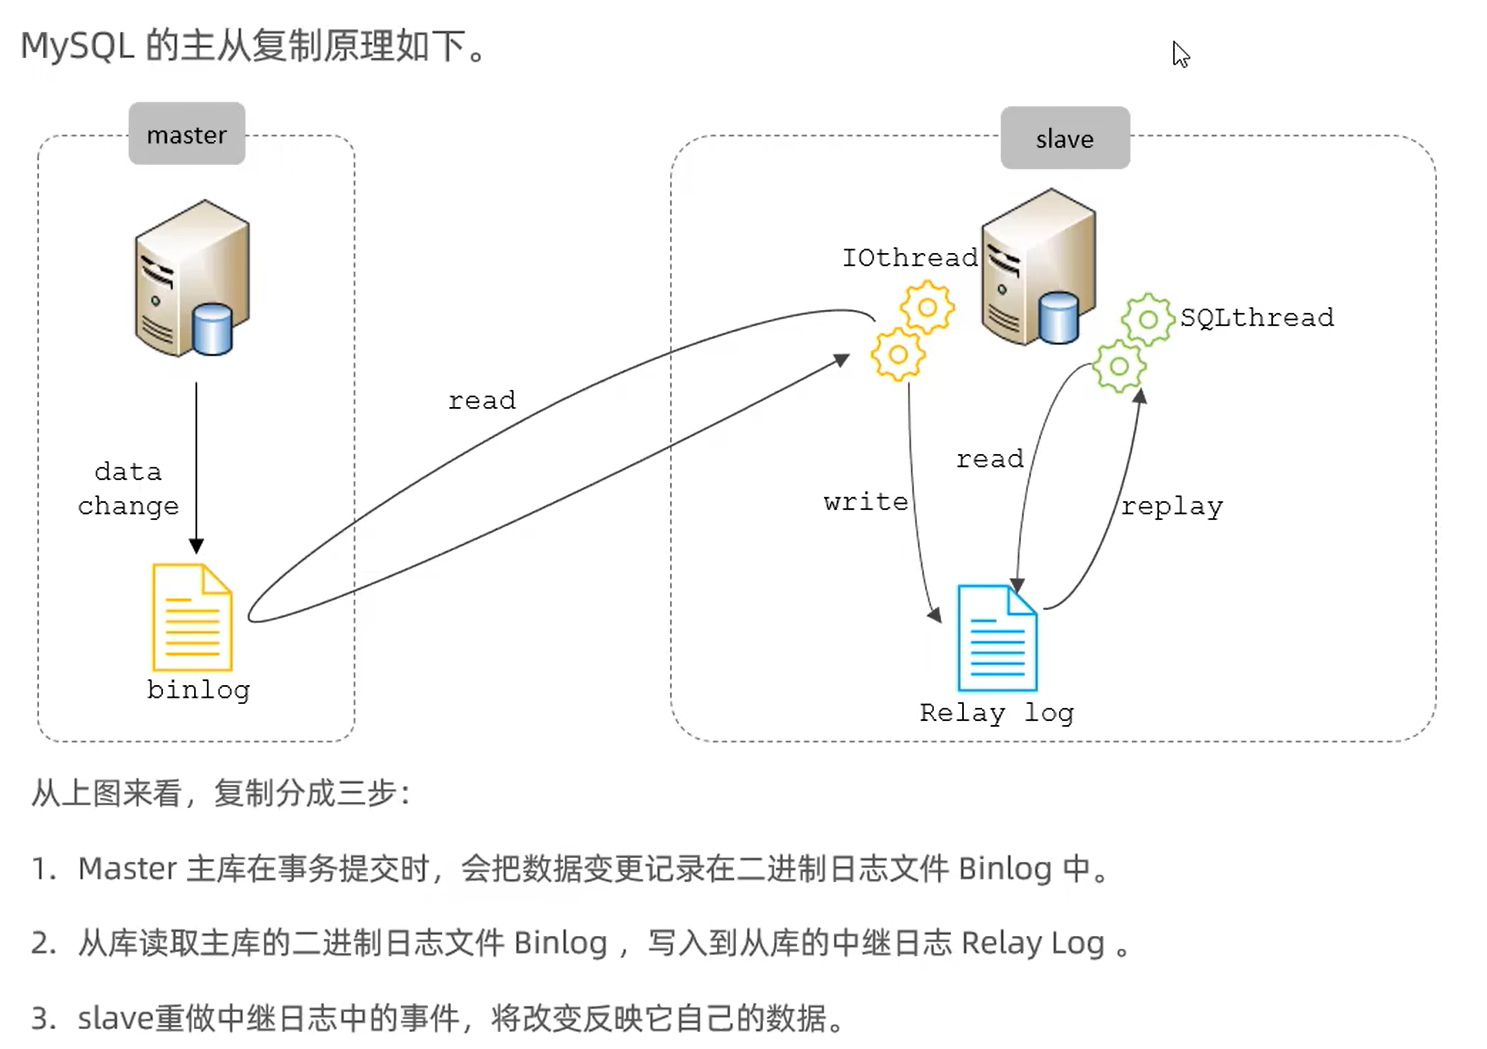 MySQL 的主从复制原理如下。
master
slave
IOthread
SQLthread
read
data
change
read
write
replay
binlog
Relay log
从上图来看，复制分成三步：
1. Master 主库在事务提交时，会把数据变更记录在二进制日志文件 Binlog 中。
2. 从库读取主库的二进制日志文件 Binlog ，写入到从库的中继日志 Relay Log 。
3. slave重做中继日志中的事件，将改变反映它自己的数据。